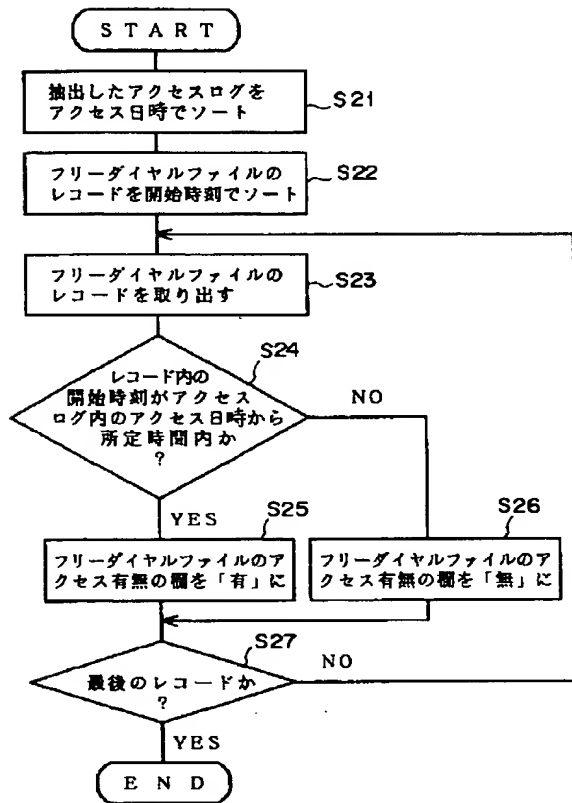 START
抽出したアクセスログを
アクセス日時でソート
S21
フリーダイヤルファイルの
レコードを開始時刻でソート
S22
フリーダイヤルファイルの
レコードを取り出す
S23
S24
レコード内の
開始時刻がアクセス
ログ内のアクセス日時から
所定時間内か
?
NO
YES
S25
フリーダイヤルファイルのア
クセス有無の欄を「有」に
S26
フリーダイヤルファイルのア
クセス有無の欄を「無」に
S27
最後のレコードか
?
NO
YES
END